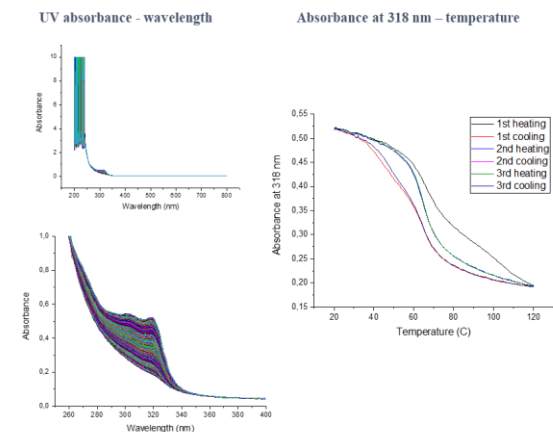 UV absorbance - wavelength
Absorbance at 318 nm – temperature
10
8
6
4
2
0
Absorbance
200 300 400 500 600 700 800
Wavelength (nm)
1,0
0,8
0,6
0,4
0,2
0,0
Absorbance
260 280 300 320 340 360 380 400
Wavelength (nm)
0,55
0,50
0,45
0,40
0,35
0,30
0,25
0,20
0,15
Absorbance at 318 nm
20 40 60 80 100 120
Temperature (C)
1st heating
1st cooling
2nd heating
2nd cooling
3rd heating
3rd cooling